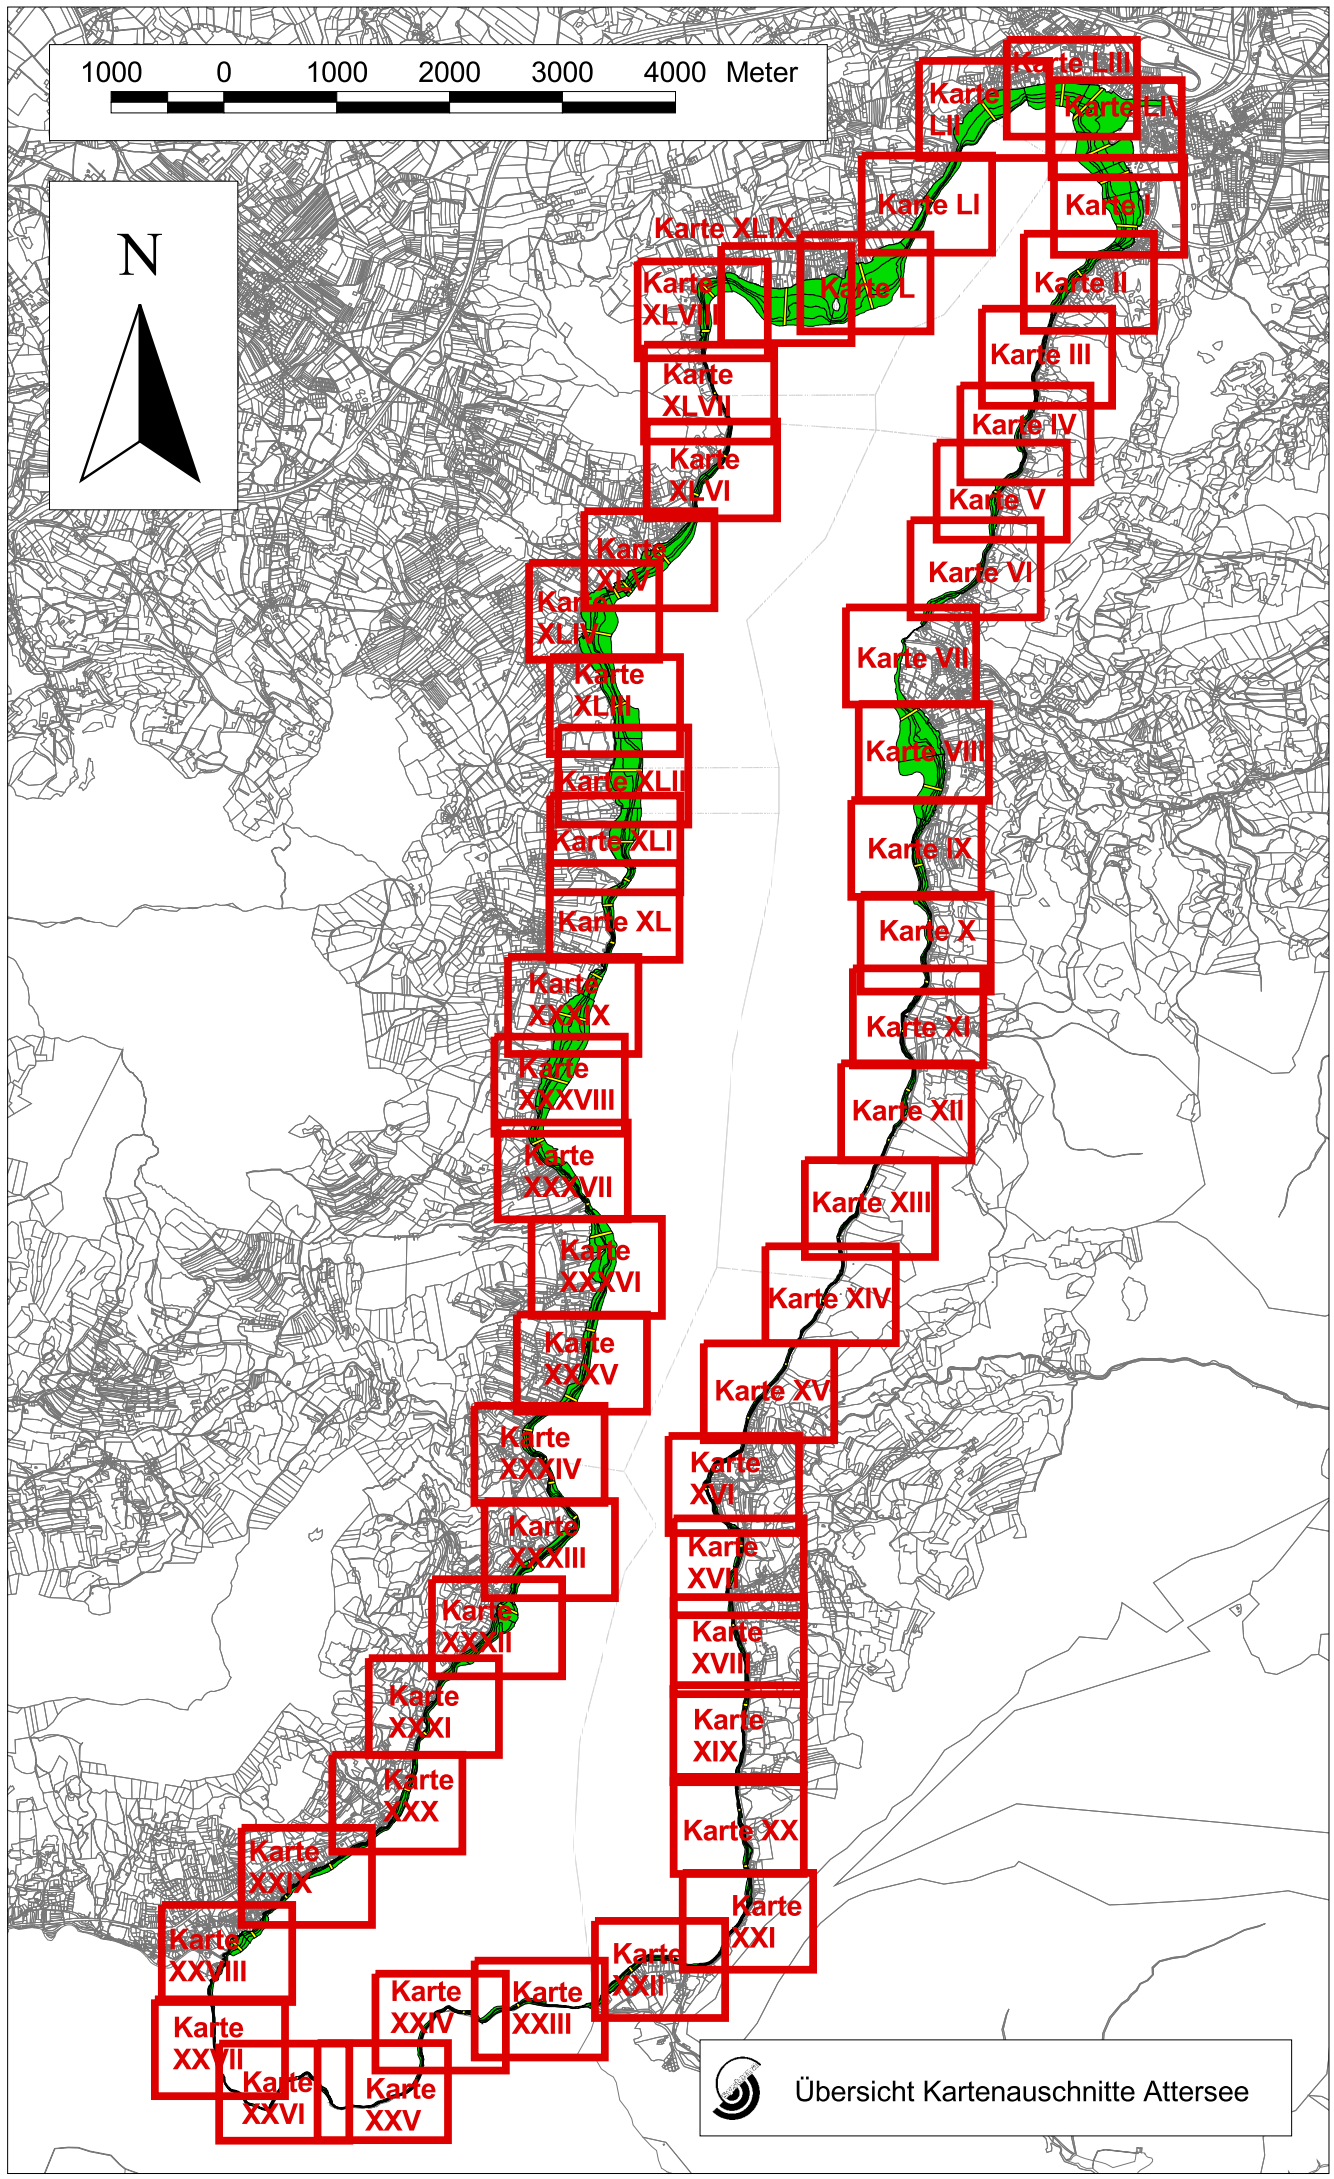 1000 0 1000 2000 3000 4000 Meter
N
Karte LIII
Karte
LII
Karte LIV
Karte LI
Karte I
Karte XLIX
Karte
XLVIII
Karte L
Karte II
Karte III
Karte
XLVII
Karte IV
Karte
XLVI
Karte V
Karte
XLV
Karte VI
Karte
XLIV
Karte VII
Karte
XLIII
Karte VIII
Karte XLII
Karte XLI
Karte IX
Karte XL
Karte X
Karte
XXXIX
Karte XI
Karte
XXXVIII
Karte XII
Karte
XXXVII
Karte XIII
Karte
XXXVI
Karte XIV
Karte
XXXV
Karte XV
Karte
XXXIV
Karte
XVI
Karte
XXXIII
Karte
XVII
Karte
XXXII
Karte
XVIII
Karte
XXXI
Karte
XIX
Karte
XXX
Karte XX
Karte
XXIX
Karte
XXI
Karte
XXVIII
Karte
XXII
Karte
XXIV
Karte
XXIII
Karte
XXVII
Karte
XXVI
Karte
XXV
Übersicht Kartenauschnitte Attersee